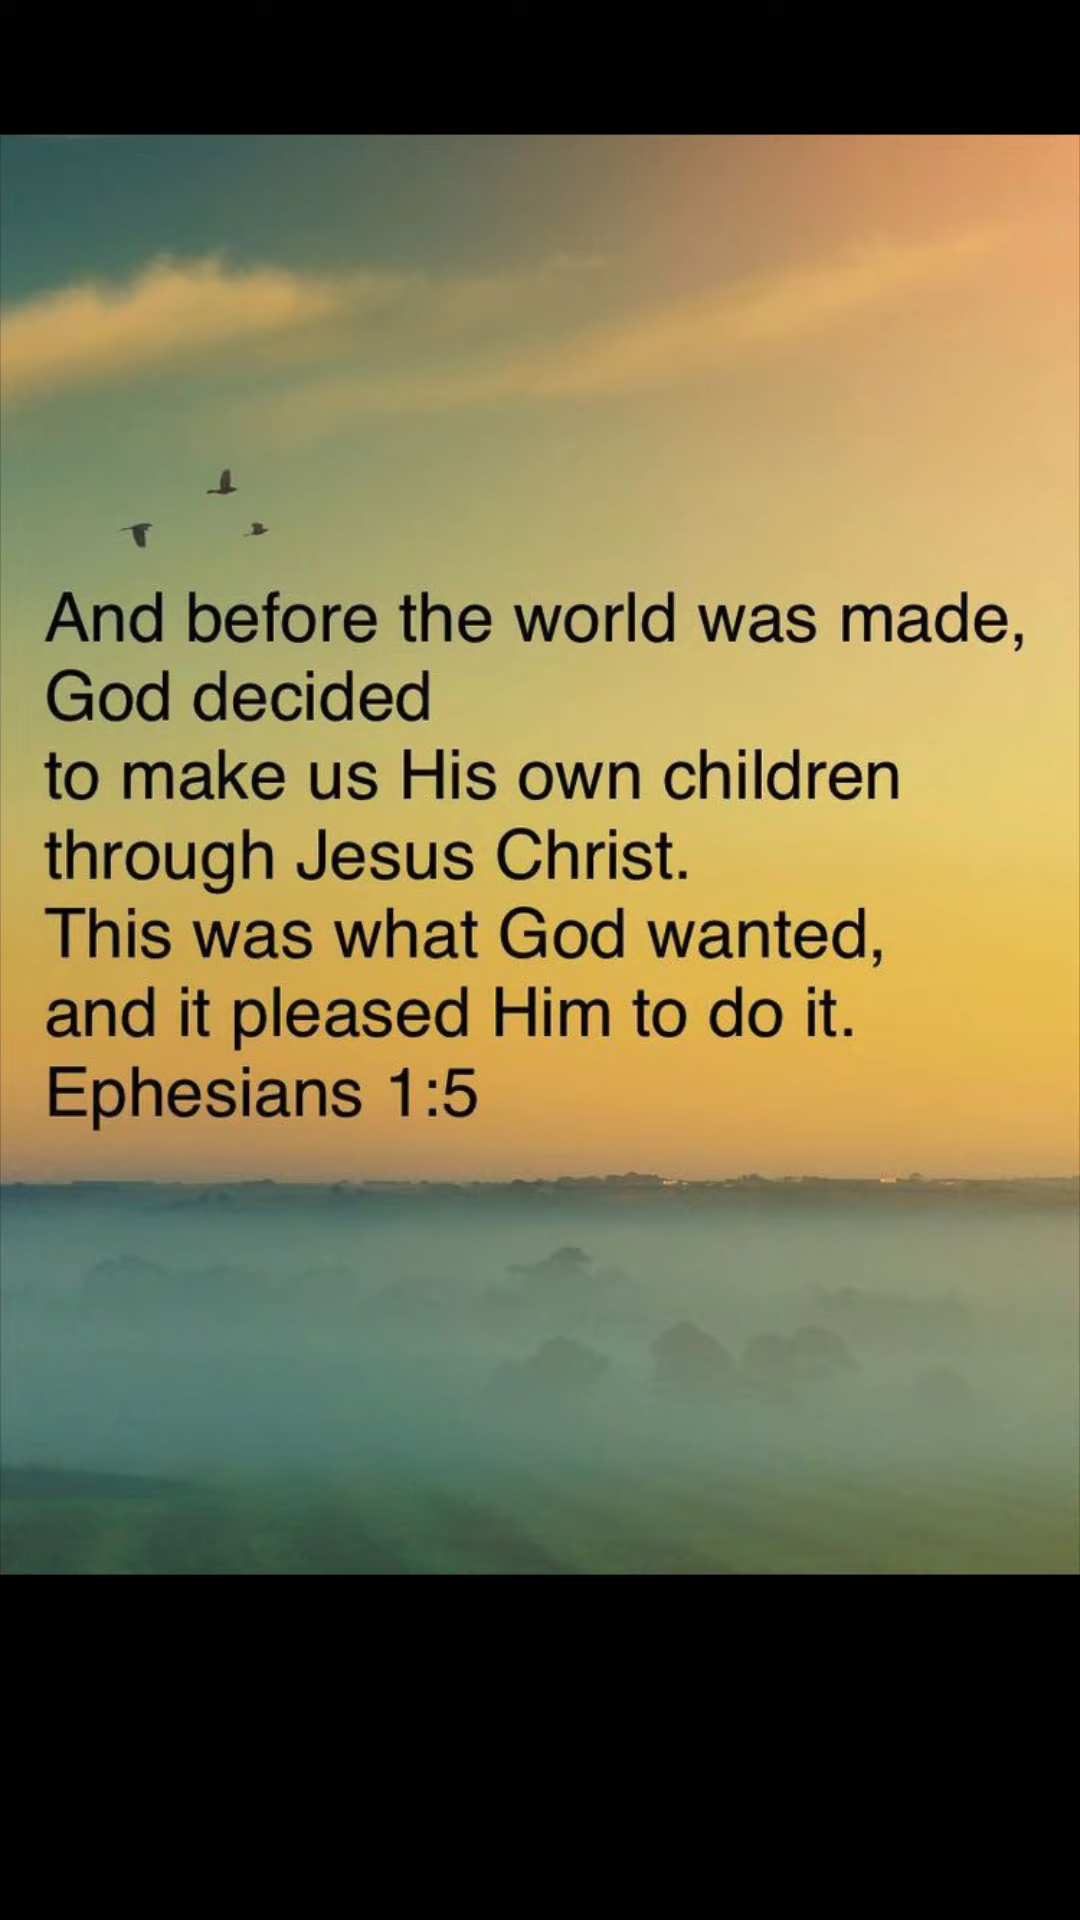 And before the world was made,
God decided
to make us His own children
through Jesus Christ.
This was what God wanted,
and it pleased Him to do it.
Ephesians 1:5